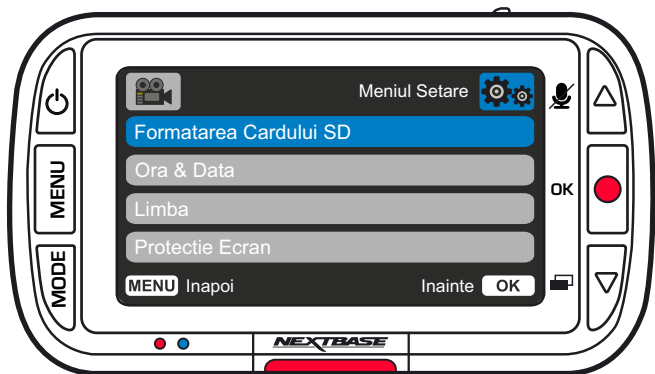 Meniul Setare
Formatarea Cardului SD
Ora & Data
Limba
Protectie Ecran
MENU Inapoi Inainte OK
MENU
MODE
OK
NEXTBASE